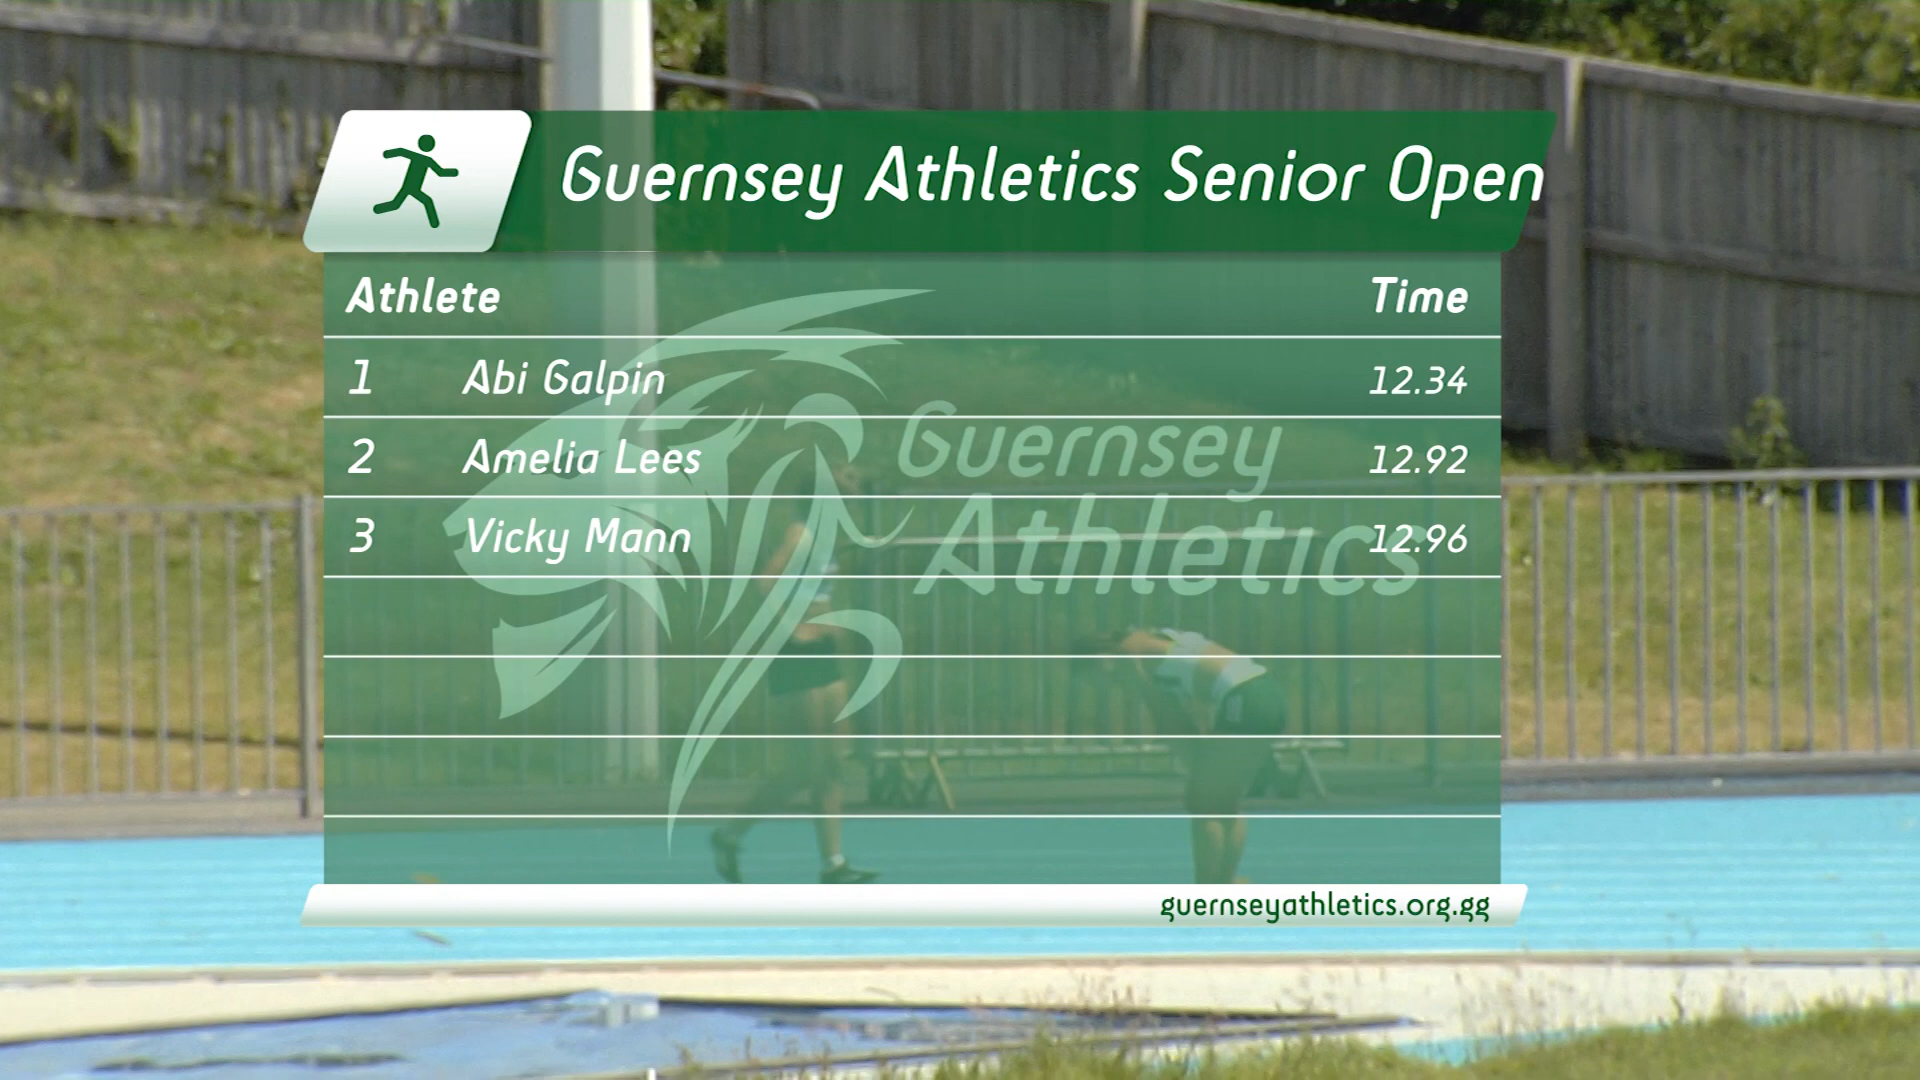 Guernsey Athletics Senior Open
Athlete Time
1 Abi Galpin 12.34
2 Amelia Lees 12.92
3 Vicky Mann 12.96
Guernsey
Athletics
guernseyathletics.org.gg